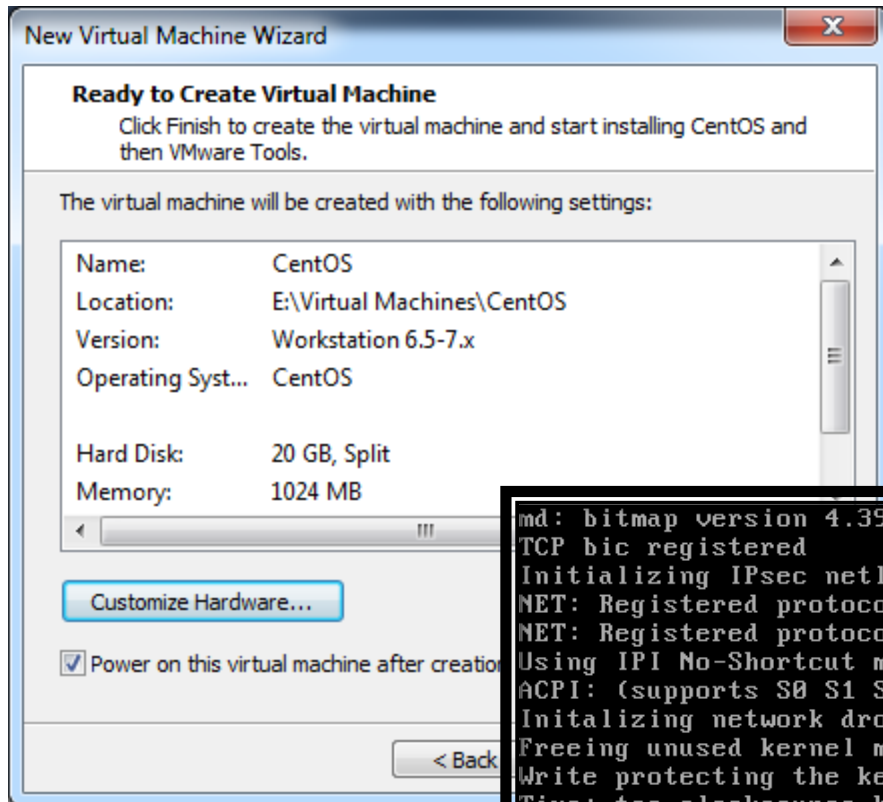 New Virtual Machine Wizard
Ready to Create Virtual Machine
Click Finish to create the virtual machine and start installing CentOS and
then VMware Tools.
The virtual machine will be created with the following settings:
Name: CentOS
Location: E:\Virtual Machines\CentOS
Version: Workstation 6.5-7.x
Operating Syst... CentOS
Hard Disk: 20 GB, Split
Memory: 1024 MB
Customize Hardware...
Power on this virtual machine after creation
< Back
md: bitmap version 4.39
TCP bic registered
Initializing IPsec netl
NET: Registered protoco
NET: Registered protoco
Using IPI No-Shortcut m
ACPI: (supports S0 S1 S
Initalizing network dro
Freeing unused kernel m
Write protecting the ke